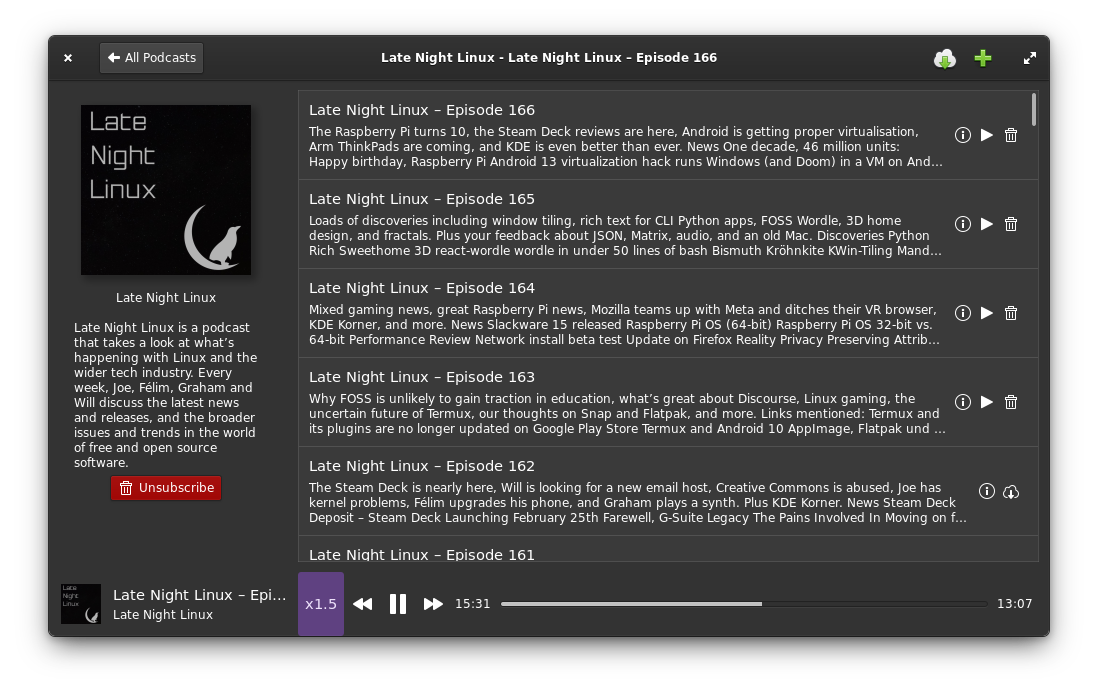 All Podcasts
Late Night Linux - Late Night Linux – Episode 166
Late
Night
Linux
Late Night Linux
Late Night Linux is a podcast
that takes a look at what’s
happening with Linux and the
wider tech industry. Every
week, Joe, Félim, Graham and
Will discuss the latest news
and releases, and the broader
issues and trends in the world
of free and open source
software.
Unsubscribe
Late Night Linux – Episode 166
The Raspberry Pi turns 10, the Steam Deck reviews are here, Android is getting proper virtualisation,
Arm ThinkPads are coming, and KDE is even better than ever. News One decade, 46 million units:
Happy birthday, Raspberry Pi Android 13 virtualization hack runs Windows (and Doom) in a VM on And…
Late Night Linux – Episode 165
Loads of discoveries including window tiling, rich text for CLI Python apps, FOSS Wordle, 3D home
design, and fractals. Plus your feedback about JSON, Matrix, audio, and an old Mac. Discoveries Python
Rich Sweethome 3D react-wordle wordle in under 50 lines of bash Bismuth Kröhnkite KWin-Tiling Mand…
Late Night Linux – Episode 164
Mixed gaming news, great Raspberry Pi news, Mozilla teams up with Meta and ditches their VR browser,
KDE Korner, and more. News Slackware 15 released Raspberry Pi OS (64-bit) Raspberry Pi OS 32-bit vs.
64-bit Performance Review Network install beta test Update on Firefox Reality Privacy Preserving Attrib…
Late Night Linux – Episode 163
Why FOSS is unlikely to gain traction in education, what’s great about Discourse, Linux gaming, the
uncertain future of Termux, our thoughts on Snap and Flatpak, and more. Links mentioned: Termux and
its plugins are no longer updated on Google Play Store Termux and Android 10 AppImage, Flatpak und …
Late Night Linux – Episode 162
The Steam Deck is nearly here, Will is looking for a new email host, Creative Commons is abused, Joe has
kernel problems, Félim upgrades his phone, and Graham plays a synth. Plus KDE Korner. News Steam Deck
Deposit – Steam Deck Launching February 25th Farewell, G-Suite Legacy The Pains Involved In Moving on f…
Late Night Linux – Episode 161
Late
Night
Linux
Late Night Linux – Epi…
Late Night Linux
x1.5
15:31
13:07